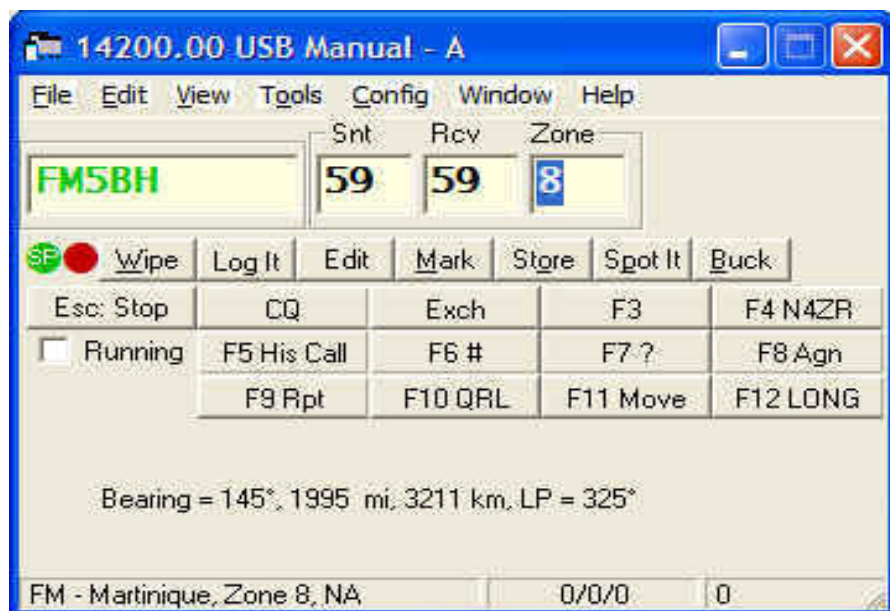 14200.00 USB Manual - A
File Edit View Tools Config Window Help
Snt Rcv Zone
FM5BH 59 59 8
SP Wipe Log It Edit Mark Store Spot It Buck
Esc: Stop CQ Exch F3 F4 N4ZR
Running F5 His Call F6 # F7 ? F8 Agn
F9 Rpt F10 QRL F11 Move F12 LONG
Bearing = 145°, 1995 mi, 3211 km, LP = 325°
FM - Martinique, Zone 8, NA 0/0/0 0